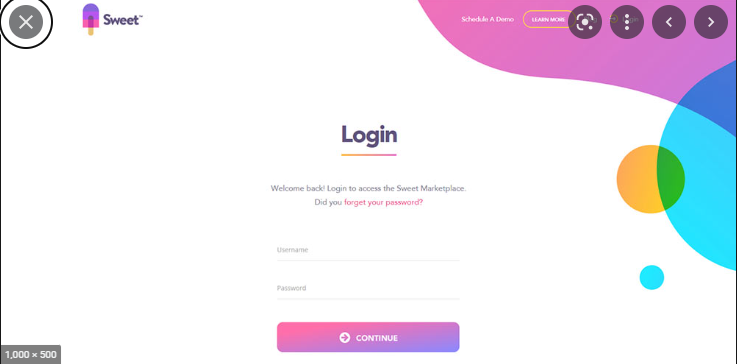 Sweet™
Schedule A Demo
LEARN MORE
Login
Welcome back! Login to access the Sweet Marketplace.
Did you forget your password?
Username
Password
CONTINUE
1,000 × 500